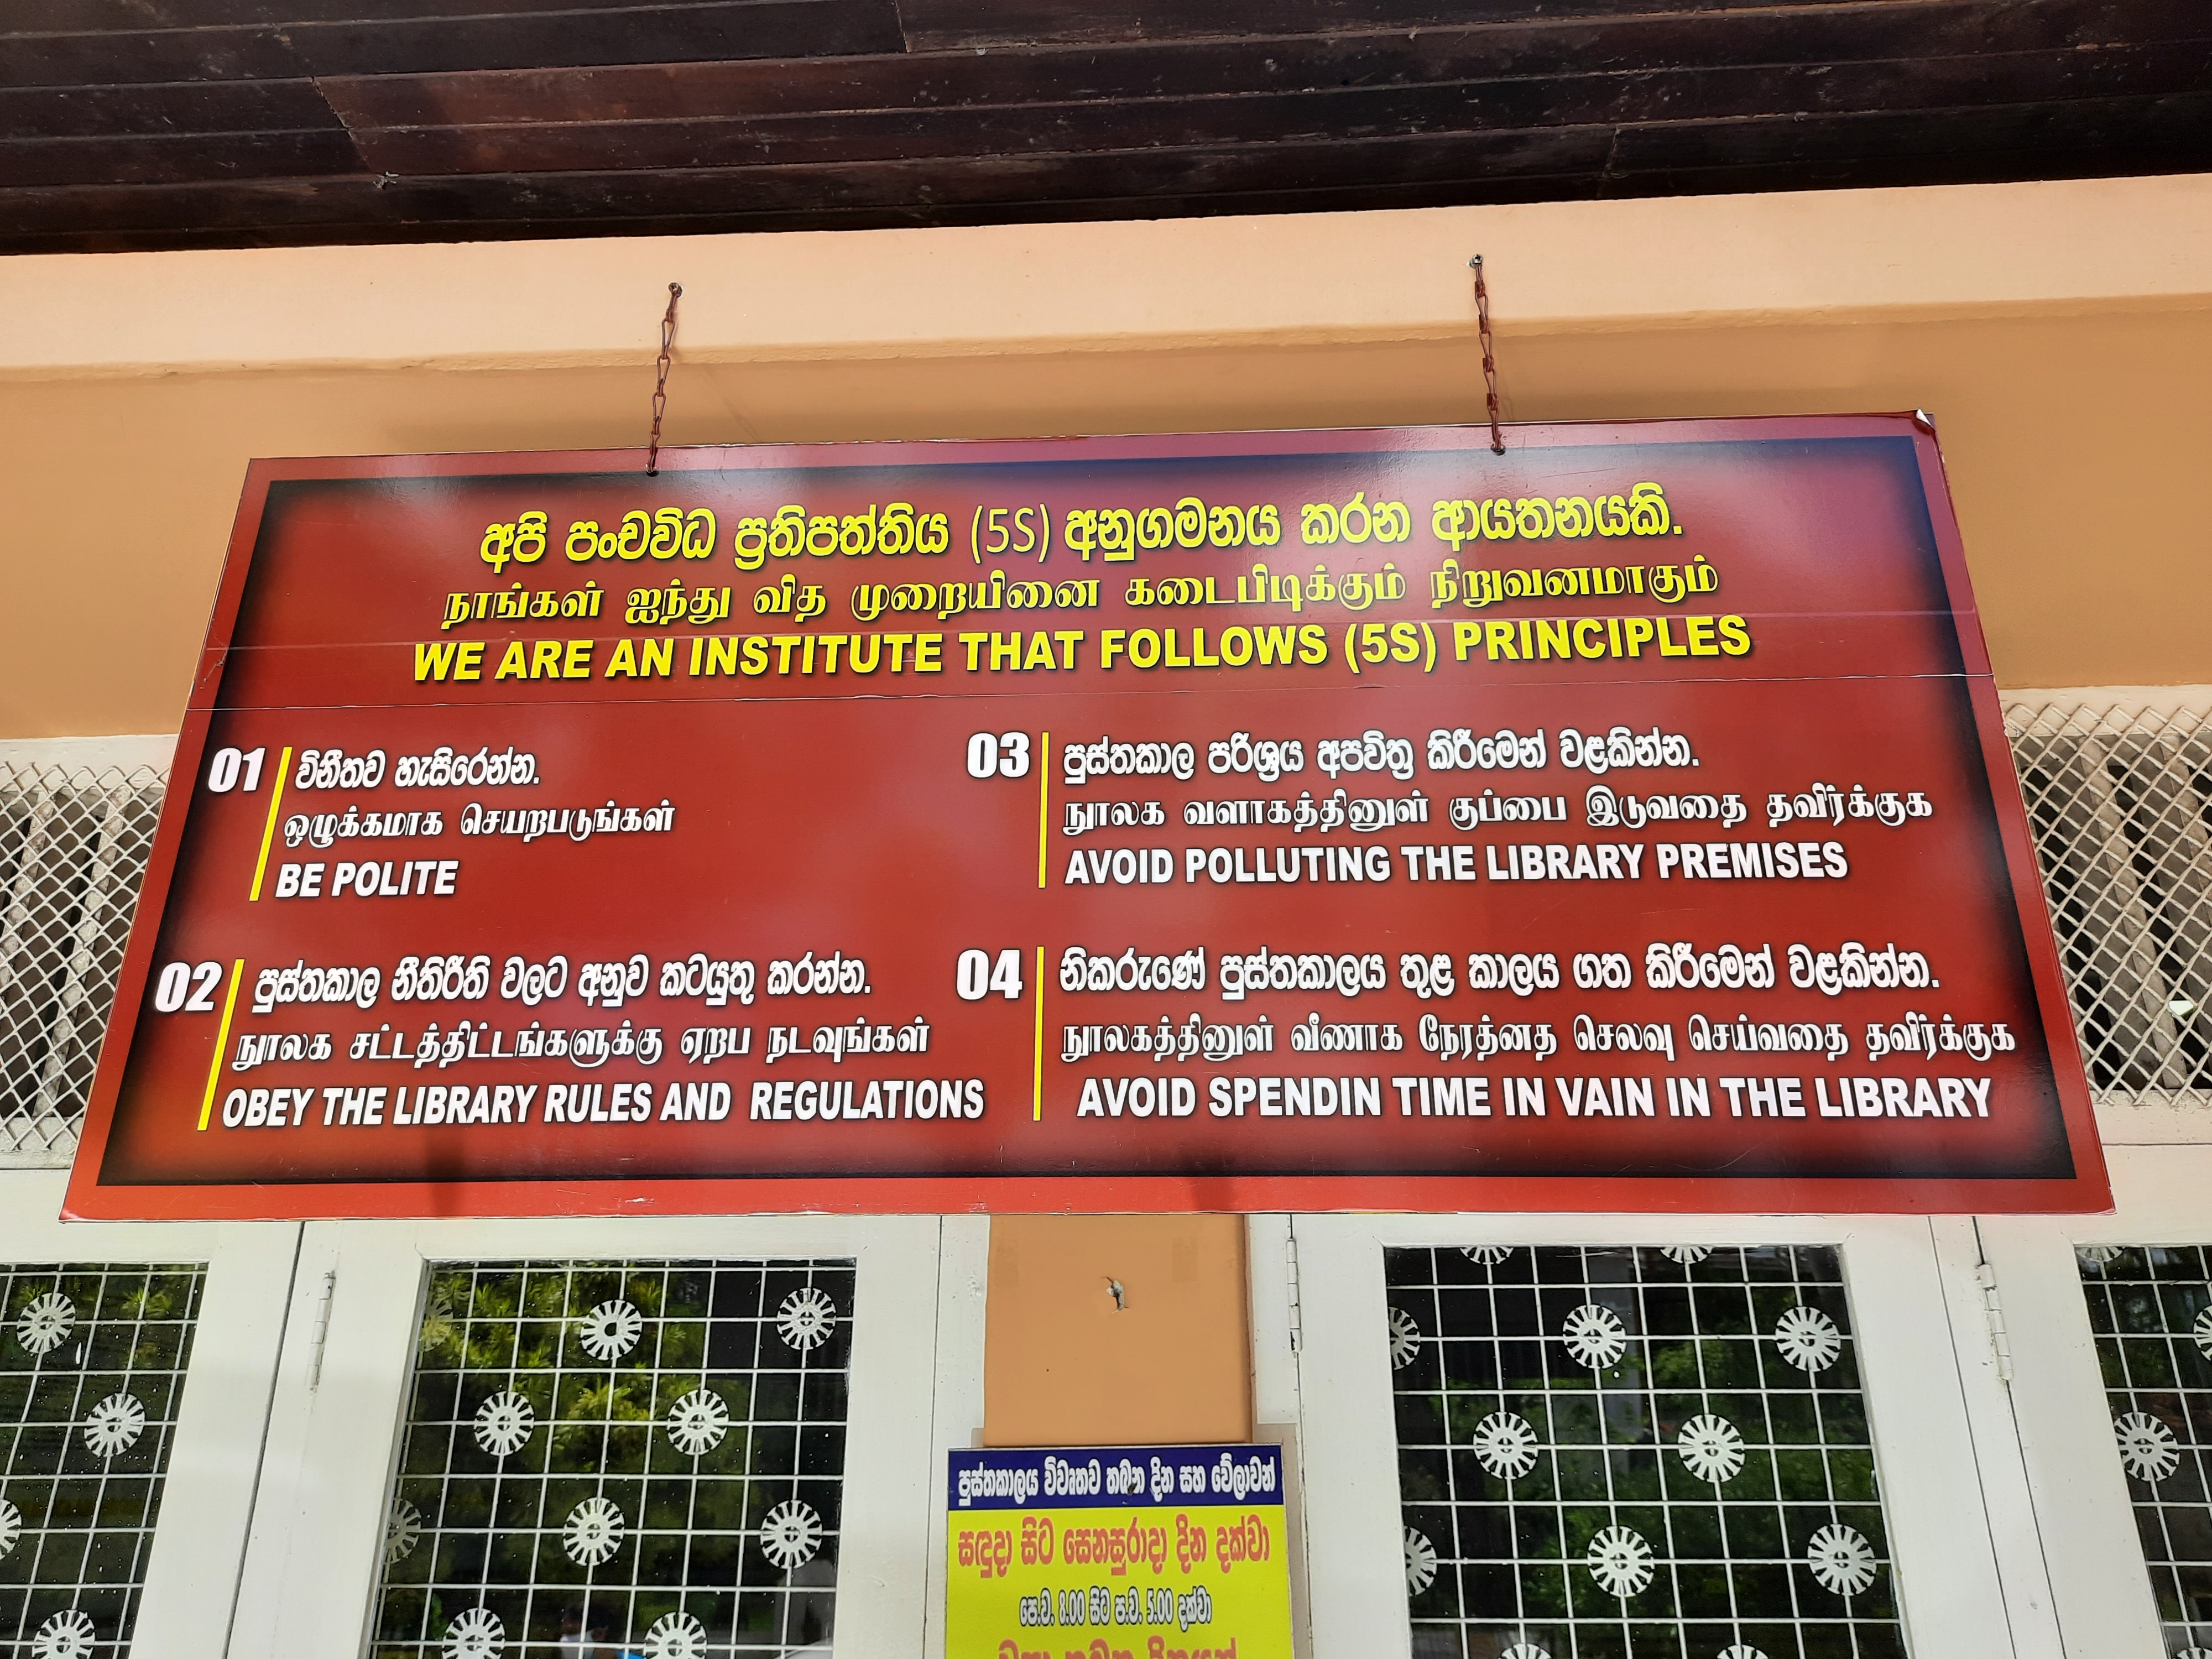 අපි පංචවිධ ප්‍රතිපත්තිය (5S) අනුගමනය කරන ආයතනයකි.
நாங்கள் ஐந்து வித முறையினை கடைபிடிக்கும் நிறுவனமாகும்
WE ARE AN INSTITUTE THAT FOLLOWS (5S) PRINCIPLES
01
විනීතව හැසිරෙන්න.
ஒழுக்கமாக செயறபடுங்கள்
BE POLITE
02
පුස්තකාල නීතිරීති වලට අනුව කටයුතු කරන්න.
நூலக சட்டத்திட்டங்களுக்கு ஏறப நடவுங்கள்
OBEY THE LIBRARY RULES AND REGULATIONS
03
පුස්තකාල පරිශ්‍රය අපවිත්‍ර කිරීමෙන් වළකින්න.
நூலக வளாகத்தினுள் குப்பை இடுவதை தவிர்க்குக
AVOID POLLUTING THE LIBRARY PREMISES
04
නිකරුණේ පුස්තකාලය තුළ කාලය ගත කිරීමෙන් වළකින්න.
நூலகத்தினுள் வீணாக நேரத்னத செலவு செய்வதை தவிர்க்குக
AVOID SPENDIN TIME IN VAIN IN THE LIBRARY
පුස්තකාලය විවෘතව තබන දින සහ වේලාවන්
සඳුදා සිට සෙනසුරාදා දින දක්වා
පෙ.ව. 8.00 සිට ප.ව. 5.00 දක්වා